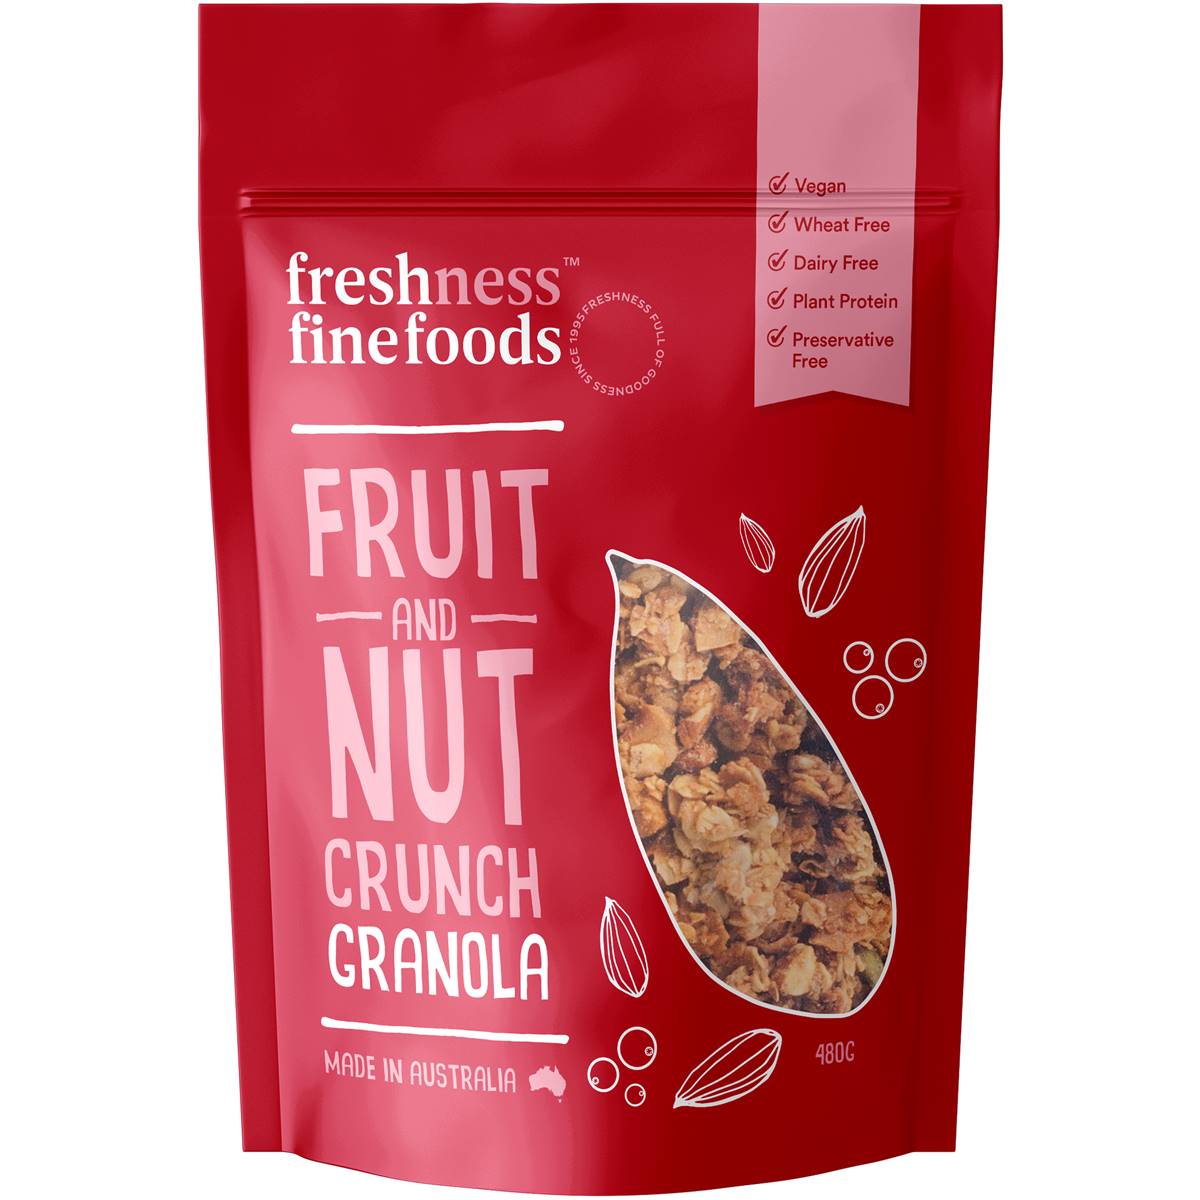 freshness™
finefoods
FRESHNESS FULL OF GOODNESS SINCE 1995
Vegan
Wheat Free
Dairy Free
Plant Protein
Preservative
Free
FRUIT
AND
NUT
CRUNCH
GRANOLA
MADE IN AUSTRALIA
480G